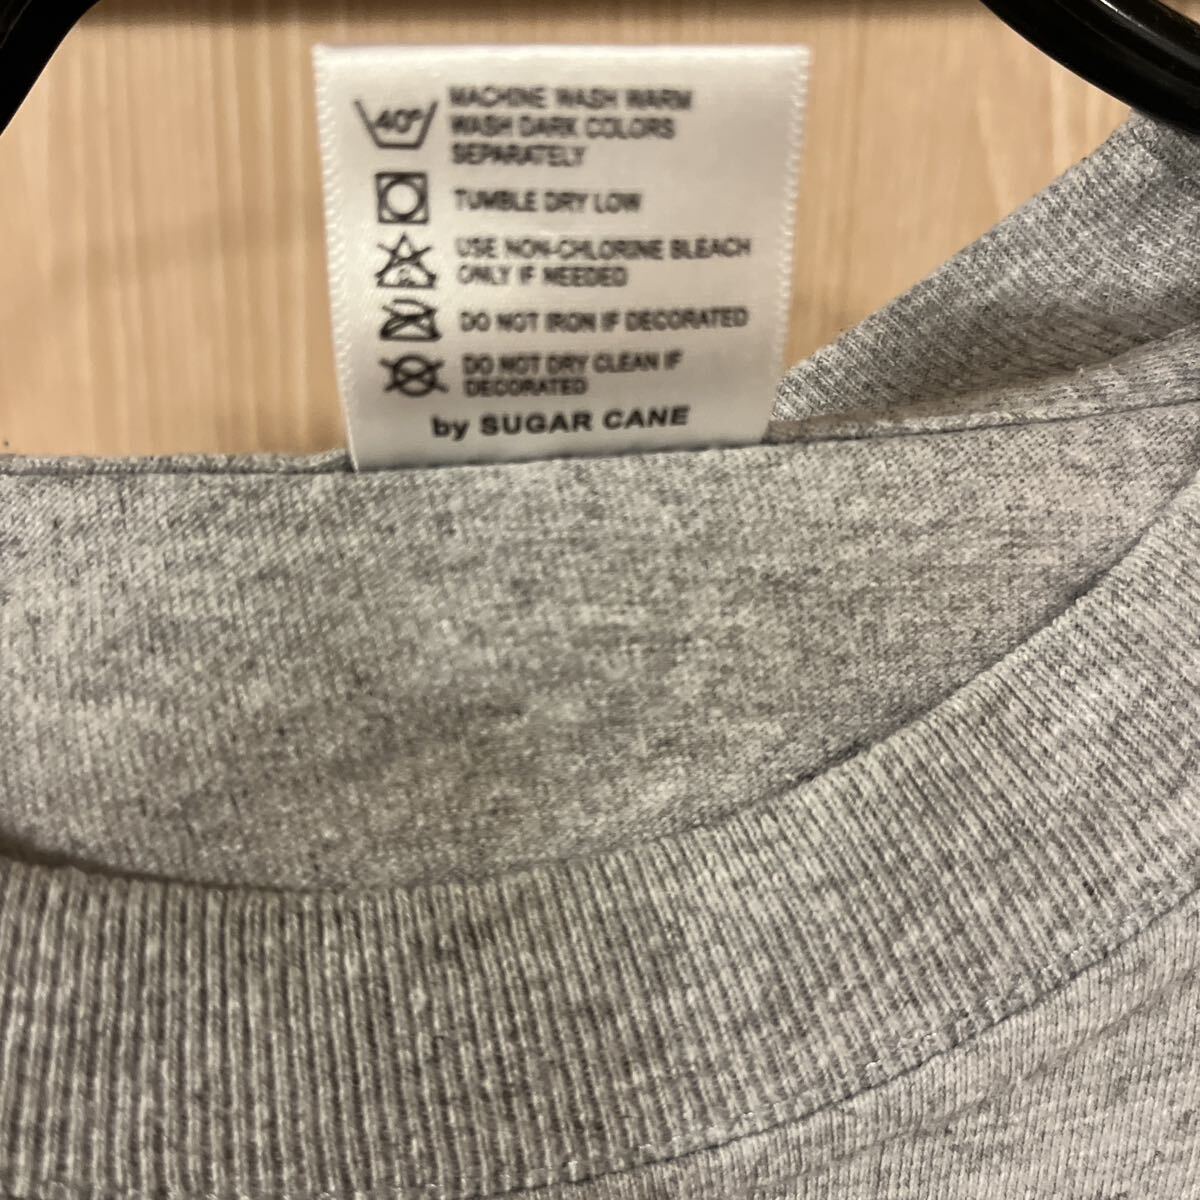 40°
MACHINE WASH WARM
WASH DARK COLORS
SEPARATELY
TUMBLE DRY LOW
USE NON-CHLORINE BLEACH
ONLY IF NEEDED
DO NOT IRON IF DECORATED
DO NOT DRY CLEAN IF
DECORATED
by SUGAR CANE